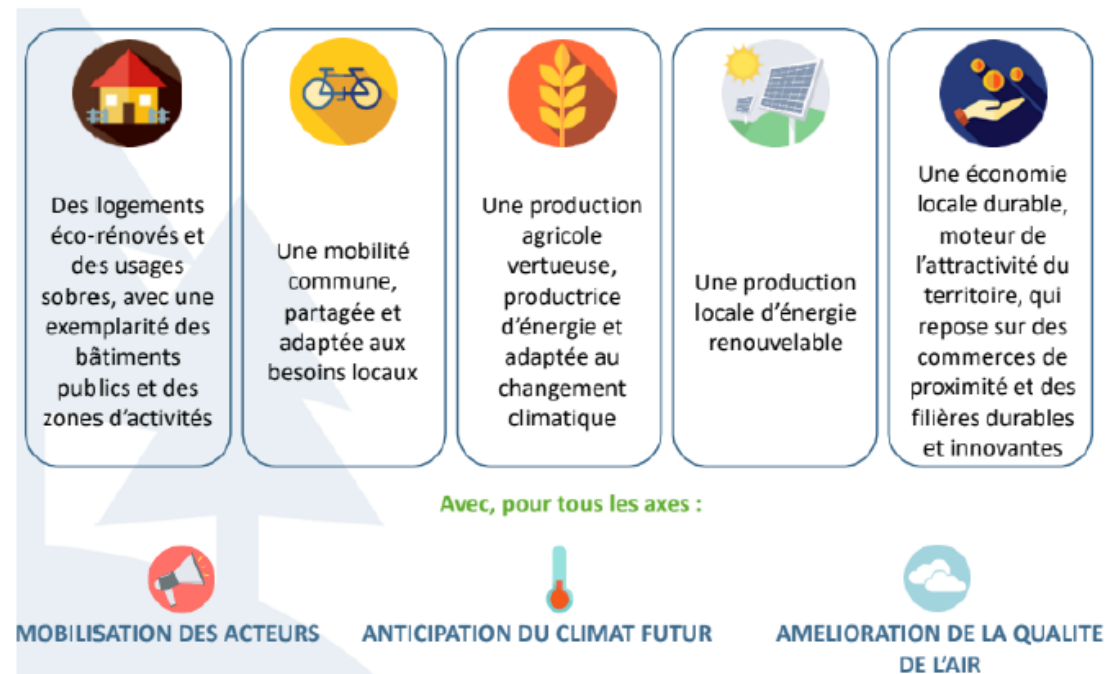 Des logements
éco-rénovés et
des usages
sobres, avec une
exemplarité des
bâtiments
publics et des
zones d'activités
Une mobilité
commune,
partagée et
adaptée aux
besoins locaux
Une production
agricole
vertueuse,
productrice
d'énergie et
adaptée au
changement
climatique
Une production
locale d'énergie
renouvelable
Une économie
locale durable,
moteur de
l'attractivité du
territoire, qui
repose sur des
commerces de
proximité et des
filières durables
et innovantes
Avec, pour tous les axes :
MOBILISATION DES ACTEURS
ANTICIPATION DU CLIMAT FUTUR
AMELIORATION DE LA QUALITE
DE L'AIR